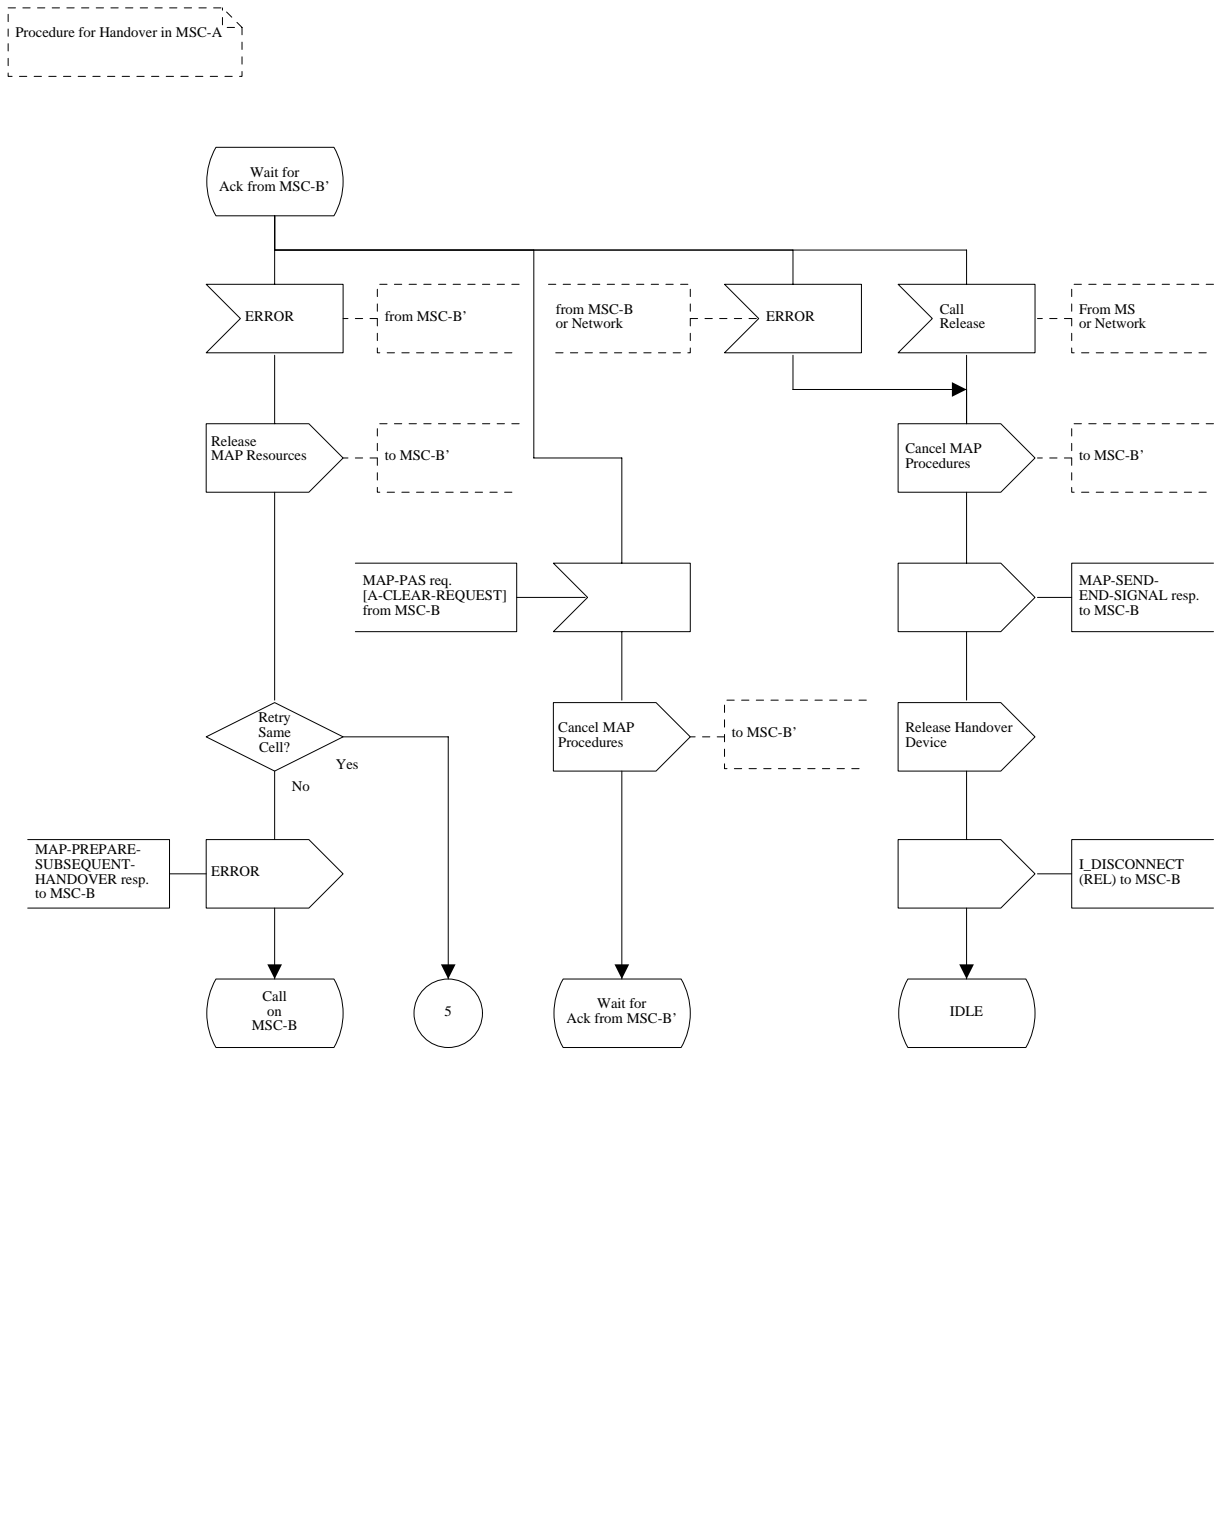 Procedure for Handover in MSC-A
Wait for
Ack from MSC-B’
ERROR
from MSC-B’
from MSC-B
or Network
ERROR
Call
Release
From MS
or Network
Release
MAP Resources
to MSC-B’
Cancel MAP
Procedures
to MSC-B’
MAP-PAS req.
[A-CLEAR-REQUEST]
from MSC-B
MAP-SEND-
END-SIGNAL resp.
to MSC-B
Retry
Same
Cell?
Yes
No
Cancel MAP
Procedures
to MSC-B’
Release Handover
Device
MAP-PREPARE-
SUBSEQUENT-
HANDOVER resp.
to MSC-B
ERROR
I_DISCONNECT
(REL) to MSC-B
Call
on
MSC-B
5
Wait for
Ack from MSC-B’
IDLE